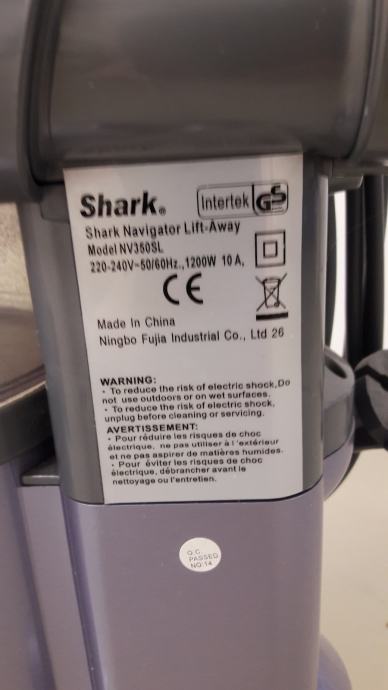 Shark®
Intertek GS
Shark Navigator Lift-Away
Model NV350SL
220-240V~50/60Hz., 1200W 10 A,
CE
Made In China
Ningbo Fujia Industrial Co., Ltd 26
WARNING:
· To reduce the risk of electric shock,Do
not use outdoors or on wet surfaces.
· To reduce the risk of electric shock,
unplug before cleaning or servicing.
AVERTISSEMENT:
· Pour réduire les risques de choc
électrique, ne pas utiliser à l'extérieur
et ne pas aspirer de matières humides.
· Pour éviter les risques de choc
électrique, débrancher avant le
nettoyage ou l'entretien.
Q.C.
PASSED
NO:14